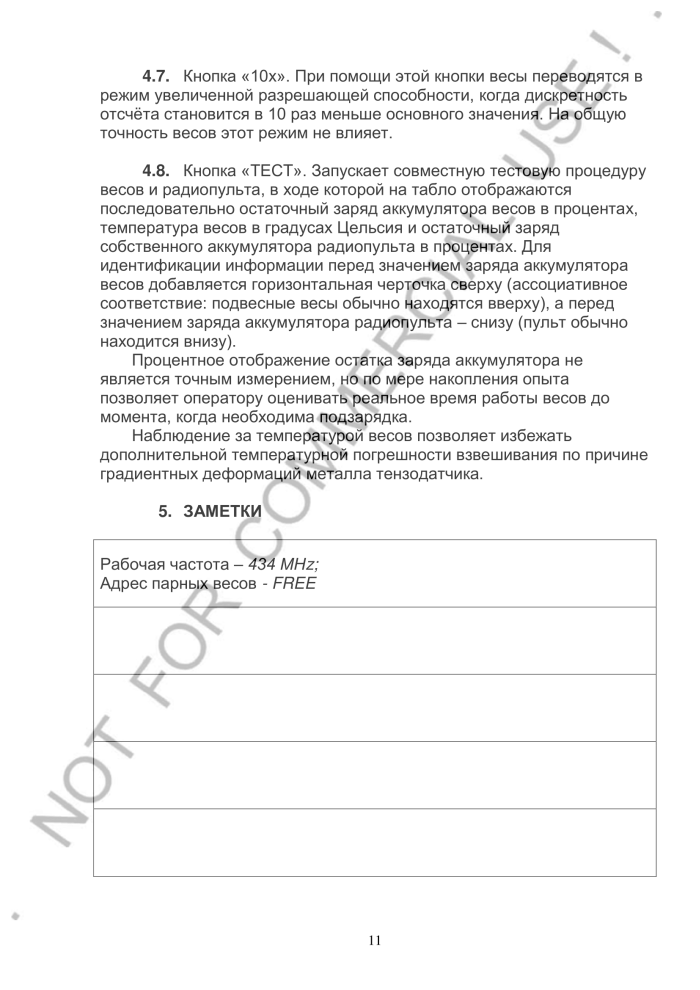 4.7. Кнопка «10x». При помощи этой кнопки весы переводятся в
режим увеличенной разрешающей способности, когда дискретность
отсчёта становится в 10 раз меньше основного значения. На общую
точность весов этот режим не влияет.
4.8. Кнопка «ТЕСТ». Запускает совместную тестовую процедуру
весов и радиопульта, в ходе которой на табло отображаются
последовательно остаточный заряд аккумулятора весов в процентах,
температура весов в градусах Цельсия и остаточный заряд
собственного аккумулятора радиопульта в процентах. Для
идентификации информации перед значением заряда аккумулятора
весов добавляется горизонтальная черточка сверху (ассоциативное
соответствие: подвесные весы обычно находятся вверху), а перед
значением заряда аккумулятора радиопульта – снизу (пульт обычно
находится внизу).
Процентное отображение остатка заряда аккумулятора не
является точным измерением, но по мере накопления опыта
позволяет оператору оценивать реальное время работы весов до
момента, когда необходима подзарядка.
Наблюдение за температурой весов позволяет избежать
дополнительной температурной погрешности взвешивания по причине
градиентных деформаций металла тензодатчика.
5. ЗАМЕТКИ
Рабочая частота – 434 MHz;
Адрес парных весов - FREE
NOT FOR COMMERCIAL USE !
11